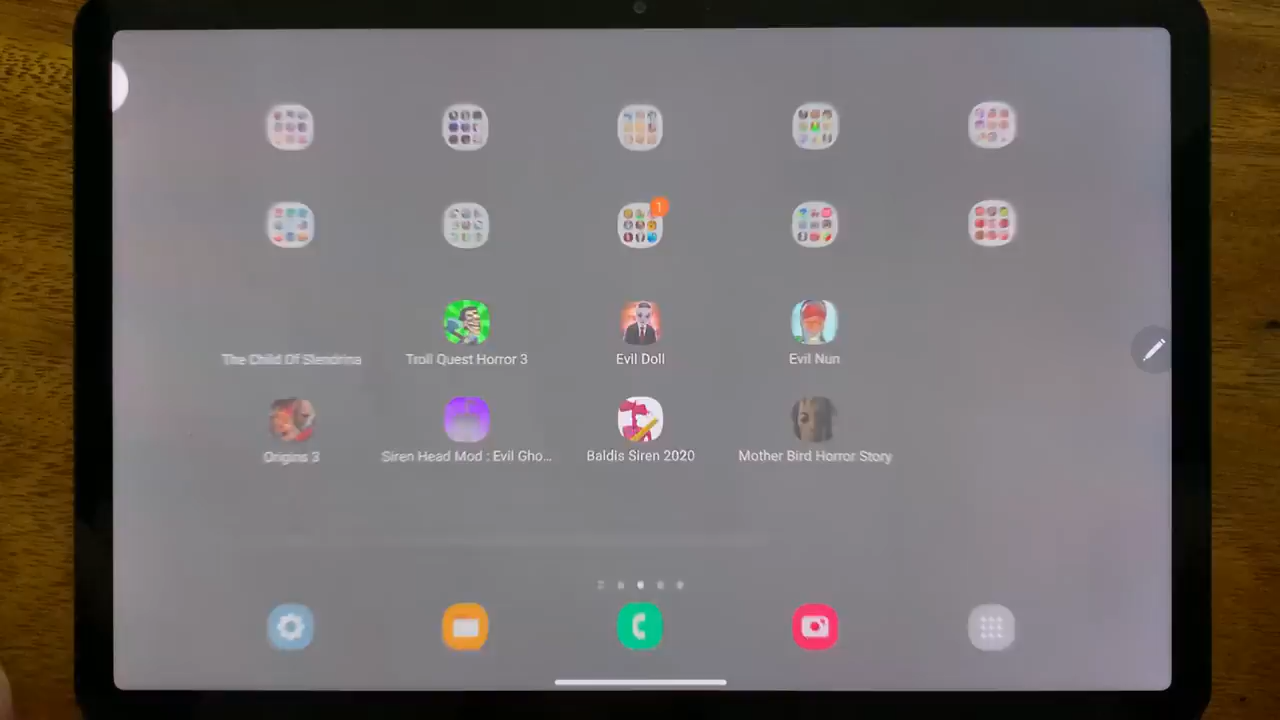 1
The Child Of Slendrina
Troll Quest Horror 3
Evil Doll
Evil Nun
Origins 3
Siren Head Mod : Evil Gho...
Baldis Siren 2020
Mother Bird Horror Story